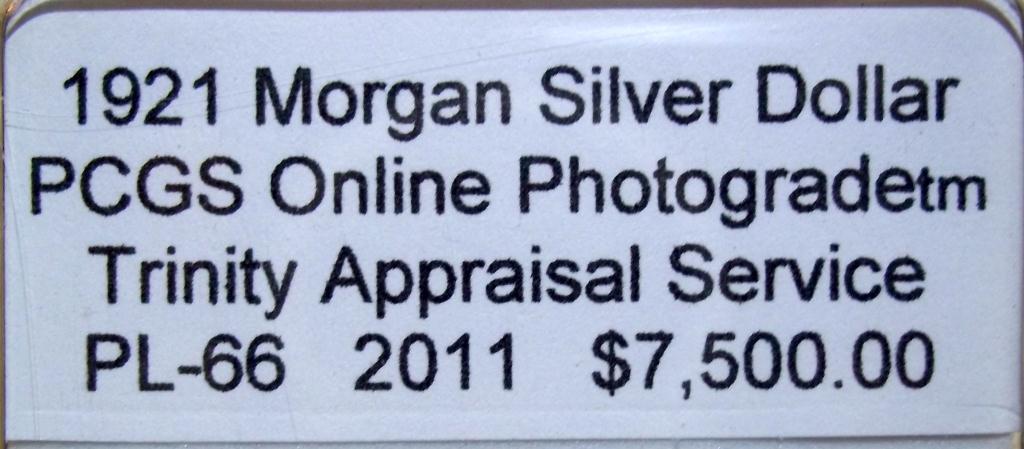 1921 Morgan Silver Dollar
PCGS Online Photogradetm
Trinity Appraisal Service
PL-66 2011 $7,500.00